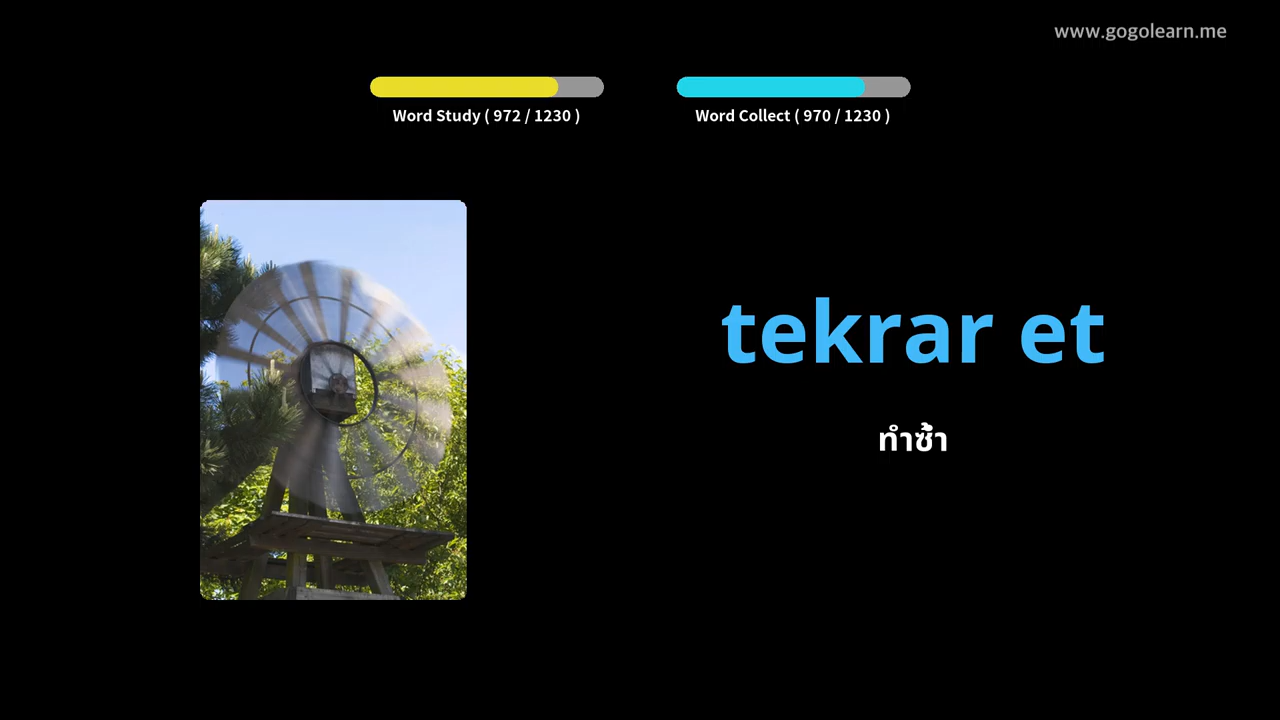 www.gogolearn.me
Word Study ( 972 / 1230 )
Word Collect ( 970 / 1230 )
tekrar et
ทำซ้ำ